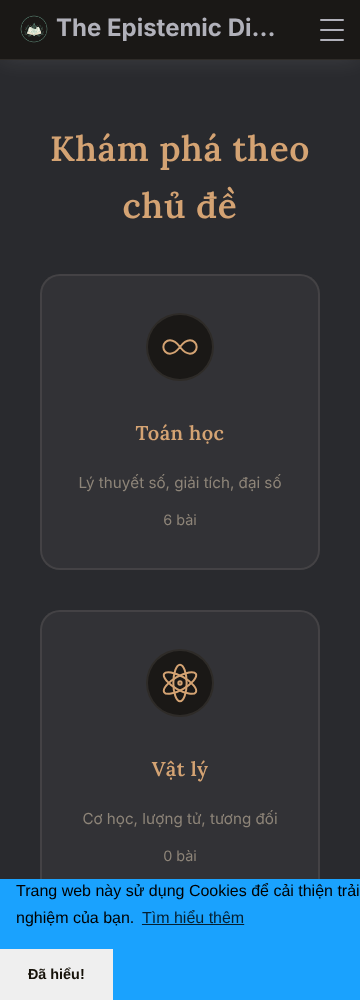 The Epistemic Di...
Khám phá theo
chủ đề
Toán học
Lý thuyết số, giải tích, đại số
6 bài
Vật lý
Cơ học, lượng tử, tương đối
0 bài
Trang web này sử dụng Cookies để cải thiện trải
nghiệm của bạn. Tìm hiểu thêm
Đã hiểu!